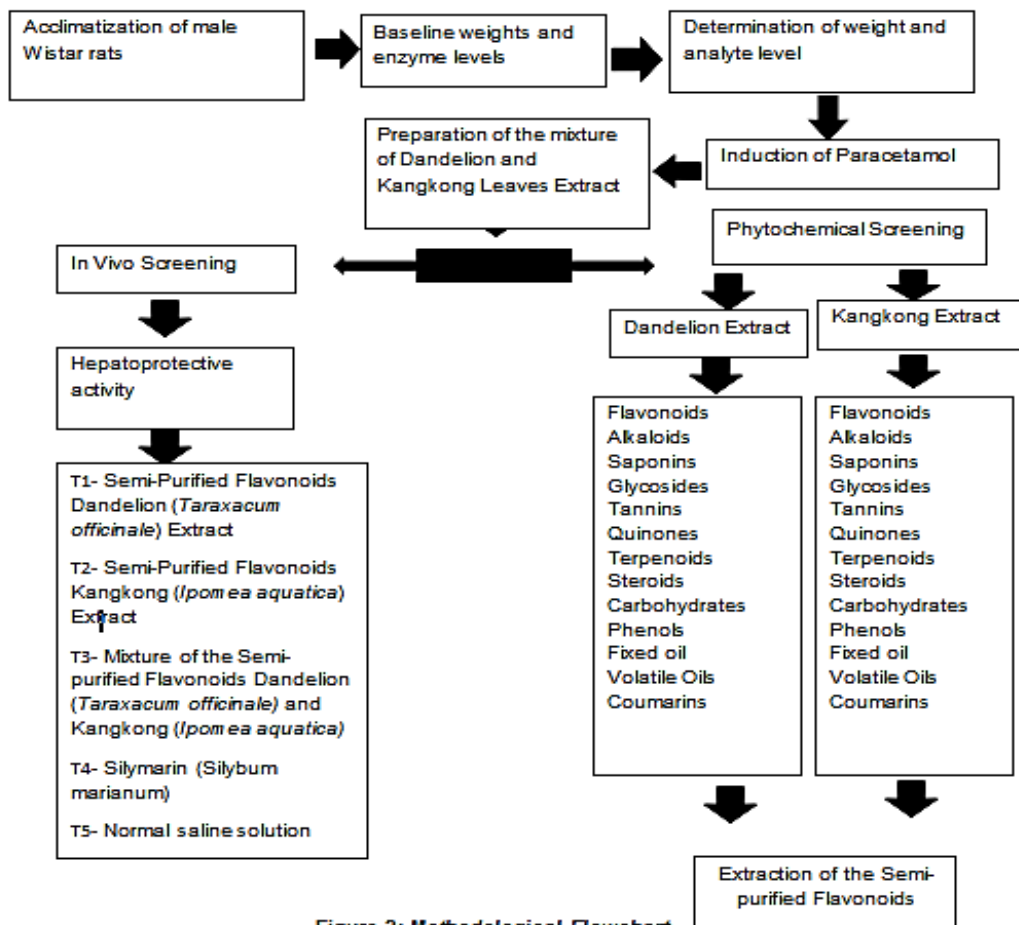 Acclimatization of male
Wistar rats
Baseline weights and
enzyme levels
Determination of weight and
analyte level
Preparation of the mixture
of Dandelion and
Kangkong Leaves Extract
Induction of Paracetamol
Phytochemical Screening
In Vivo Screening
Dandelion Extract
Kangkong Extract
Hepatoprotective
activity
T1- Semi-Purified Flavonoids
Dandelion (Taraxacum
officinale) Extract
T2- Semi-Purified Flavonoids
Kangkong (Ipomea aquatica)
Extract
T3- Mixture of the Semi-
purified Flavonoids Dandelion
(Taraxacum officinale) and
Kangkong (Ipomea aquatica)
T4- Silymarin (Silybum
marianum)
T5- Normal saline solution
Flavonoids
Alkaloids
Saponins
Glycosides
Tannins
Quinones
Terpenoids
Steroids
Carbohydrates
Phenols
Fixed oil
Volatile Oils
Coumarins
Flavonoids
Alkaloids
Saponins
Glycosides
Tannins
Quinones
Terpenoids
Steroids
Carbohydrates
Phenols
Fixed oil
Volatile Oils
Coumarins
Extraction of the Semi-
purified Flavonoids
Methodological Flowchart